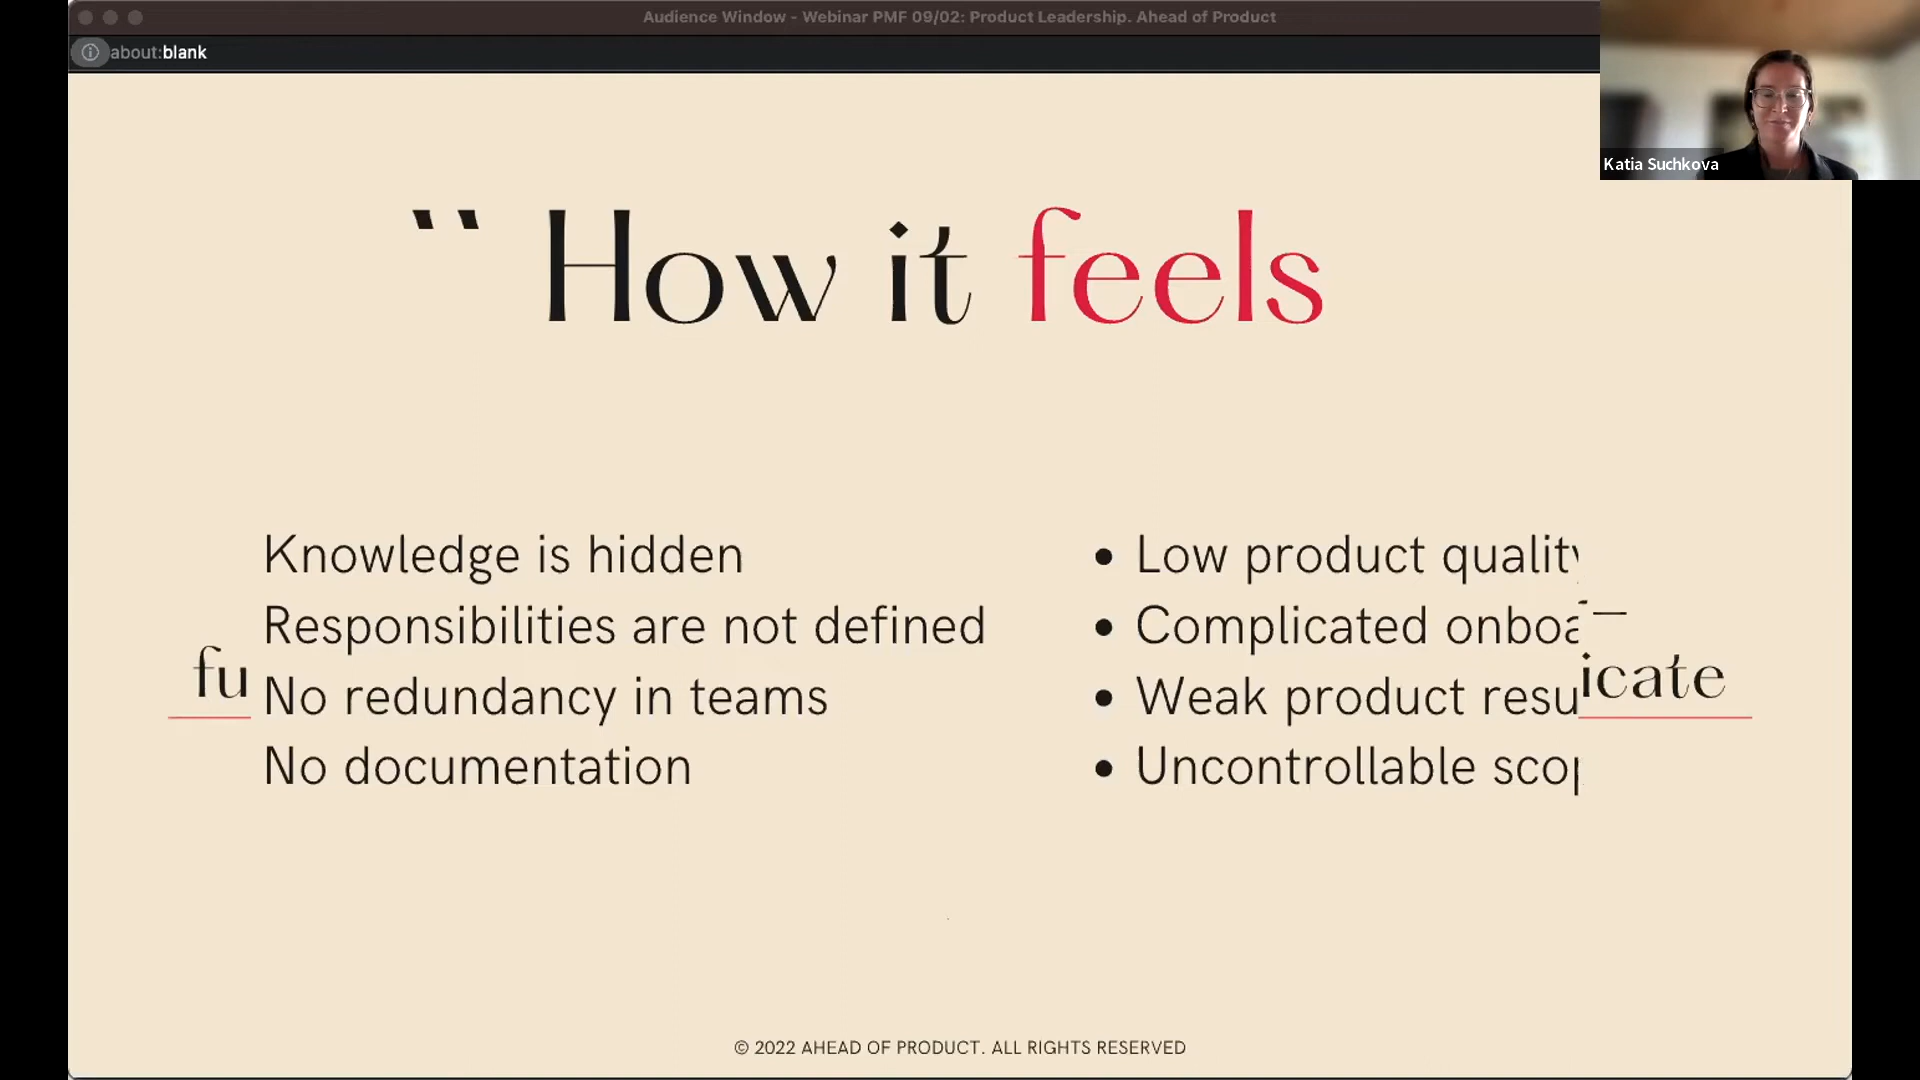 Audience Window - Webinar PMF 09/02: Product Leadership. Ahead of Product
about:blank
Katia Suchkova
How it feels
Knowledge is hidden
Responsibilities are not defined
No redundancy in teams
No documentation
• Low product quality
• Complicated onboa
• Weak product resu
• Uncontrollable scop
fu
icate
© 2022 AHEAD OF PRODUCT. ALL RIGHTS RESERVED